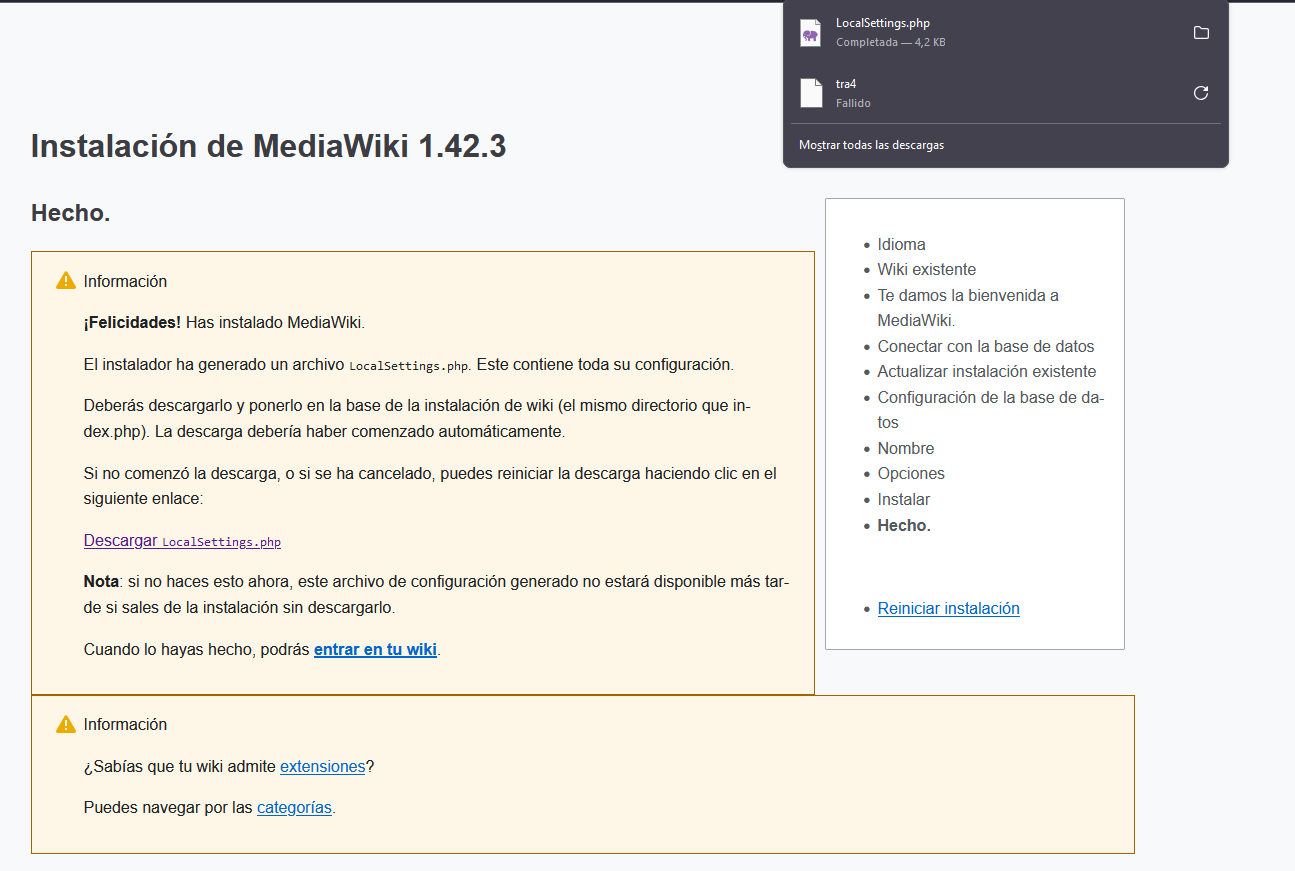 LocalSettings.php
Completada — 4,2 KB
tra4
Fallido
Mostrar todas las descargas
Instalación de MediaWiki 1.42.3
Hecho.
Información
¡Felicidades! Has instalado MediaWiki.
El instalador ha generado un archivo LocalSettings.php. Este contiene toda su configuración.
Deberás descargarlo y ponerlo en la base de la instalación de wiki (el mismo directorio que in-
dex.php). La descarga debería haber comenzado automáticamente.
Si no comenzó la descarga, o si se ha cancelado, puedes reiniciar la descarga haciendo clic en el
siguiente enlace:
Descargar LocalSettings.php
Nota: si no haces esto ahora, este archivo de configuración generado no estará disponible más tar-
de si sales de la instalación sin descargarlo.
Cuando lo hayas hecho, podrás entrar en tu wiki.
Idioma
Wiki existente
Te damos la bienvenida a
MediaWiki.
Conectar con la base de datos
Actualizar instalación existente
Configuración de la base de da-
tos
Nombre
Opciones
Instalar
Hecho.
Reiniciar instalación
Información
¿Sabías que tu wiki admite extensiones?
Puedes navegar por las categorías.